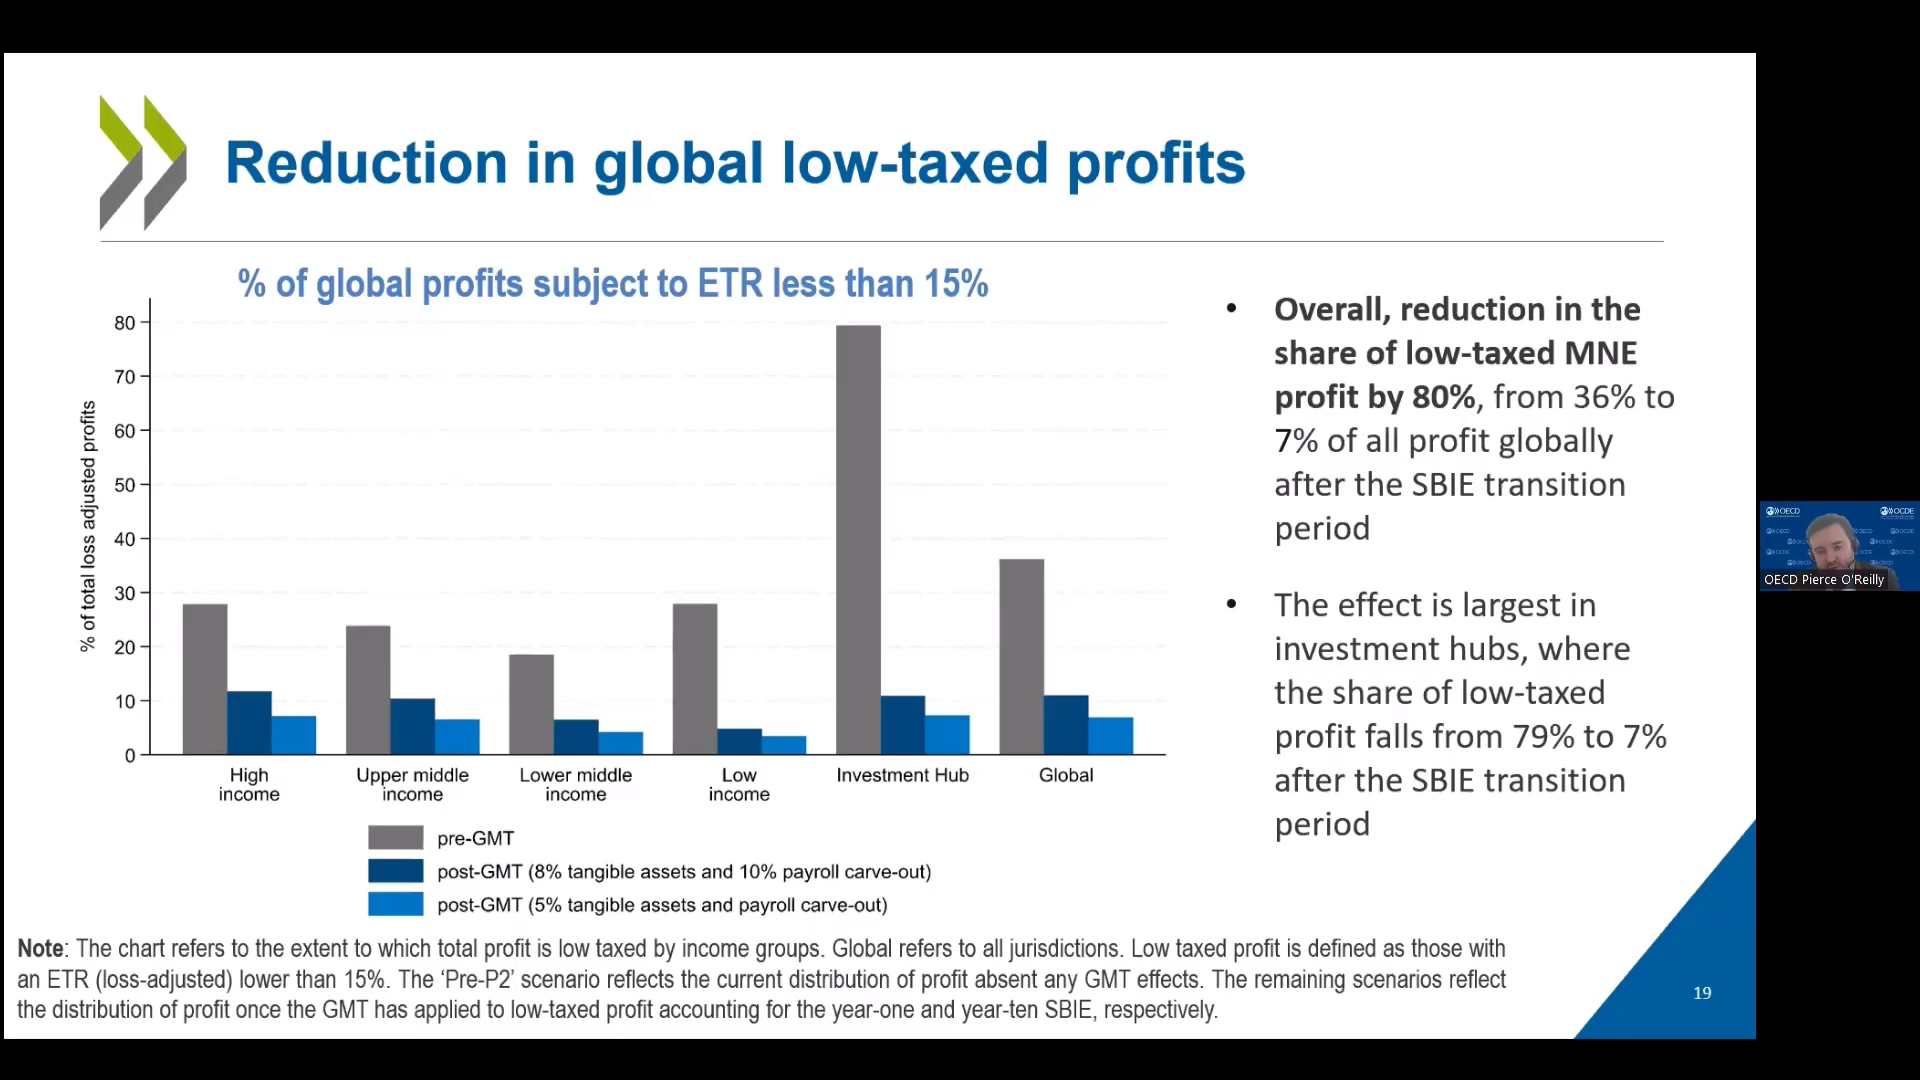 Reduction in global low-taxed profits
% of global profits subject to ETR less than 15%
% of total loss adjusted profits
80
70
60
50
40
30
20
10
0
High income
Upper middle income
Lower middle income
Low income
Investment Hub
Global
pre-GMT
post-GMT (8% tangible assets and 10% payroll carve-out)
post-GMT (5% tangible assets and payroll carve-out)
• Overall, reduction in the
share of low-taxed MNE
profit by 80%, from 36% to
7% of all profit globally
after the SBIE transition
period
• The effect is largest in
investment hubs, where
the share of low-taxed
profit falls from 79% to 7%
after the SBIE transition
period
Note: The chart refers to the extent to which total profit is low taxed by income groups. Global refers to all jurisdictions. Low taxed profit is defined as those with
an ETR (loss-adjusted) lower than 15%. The ‘Pre-P2’ scenario reflects the current distribution of profit absent any GMT effects. The remaining scenarios reflect
the distribution of profit once the GMT has applied to low-taxed profit accounting for the year-one and year-ten SBIE, respectively.
19
OECD
OCDE
OECD Pierce O'Reilly